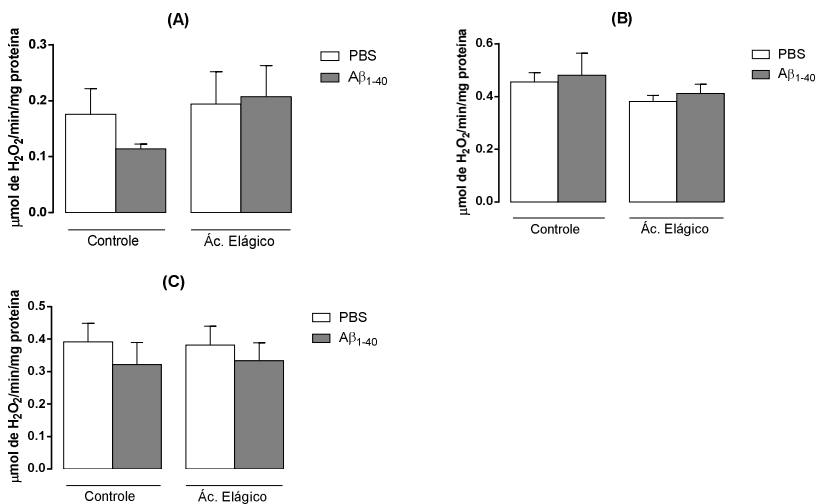 (A)
µmol de H₂O₂/min/mg proteína
0.3
0.2
0.1
0.0
PBS
Aβ₁₋₄₀
Controle
Ác. Elágico
(B)
µmol de H₂O₂/min/mg proteína
0.6
0.4
0.2
0.0
PBS
Aβ₁₋₄₀
Controle
Ác. Elágico
(C)
µmol de H₂O₂/min/mg proteína
0.5
0.4
0.3
0.1
0.0
PBS
Aβ₁₋₄₀
Controle
Ác. Elágico